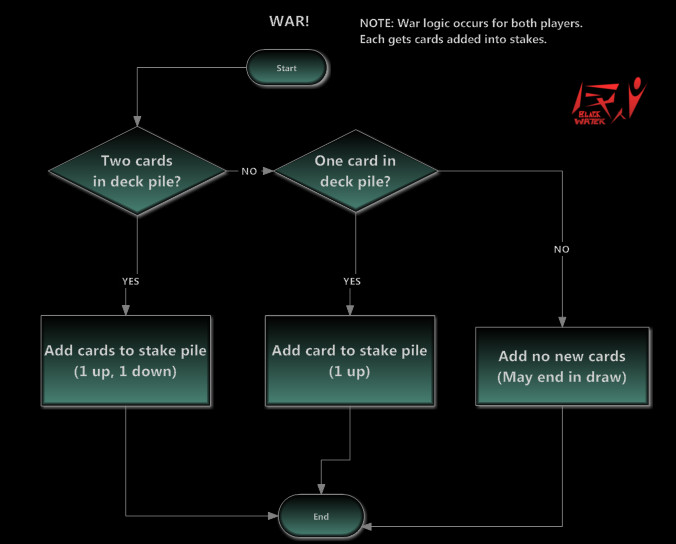 WAR!
NOTE: War logic occurs for both players.
Each gets cards added into stakes.
Start
BLACK
WATER
Two cards
in deck pile?
NO
One card in
deck pile?
NO
YES
YES
Add cards to stake pile
(1 up, 1 down)
Add card to stake pile
(1 up)
Add no new cards
(May end in draw)
End